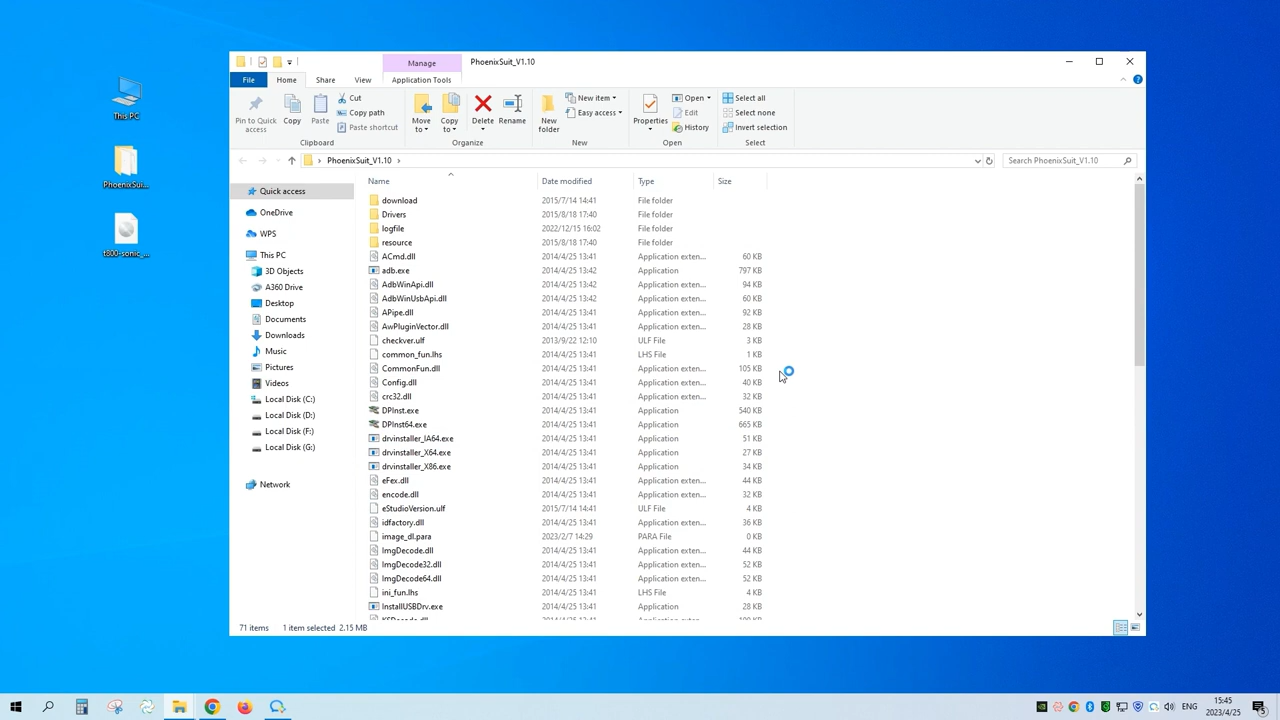 This PC
PhoenixSuit...
t800-sonic_...
Manage
PhoenixSuit_V1.10
File
Home
Share
View
Application Tools
Pin to Quick access
Copy
Paste
Cut
Copy path
Paste shortcut
Clipboard
Move to
Copy to
Delete
Rename
Organize
New folder
New item
Easy access
New
Properties
Open
Edit
History
Open
Select all
Select none
Invert selection
Select
PhoenixSuit_V1.10
Search PhoenixSuit_V1.10
Quick access
OneDrive
WPS
This PC
3D Objects
A360 Drive
Desktop
Documents
Downloads
Music
Pictures
Videos
Local Disk (C:)
Local Disk (D:)
Local Disk (F:)
Local Disk (G:)
Network
Name Date modified Type Size
download 2015/7/14 14:41 File folder
Drivers 2015/8/18 17:40 File folder
logfile 2022/12/15 16:02 File folder
resource 2015/8/18 17:40 File folder
ACmd.dll 2014/4/25 13:41 Application exten... 60 KB
adb.exe 2014/4/25 13:42 Application 797 KB
AdbWinApi.dll 2014/4/25 13:42 Application exten... 94 KB
AdbWinUsbApi.dll 2014/4/25 13:42 Application exten... 60 KB
APipe.dll 2014/4/25 13:41 Application exten... 92 KB
AwPluginVector.dll 2014/4/25 13:41 Application exten... 28 KB
checkver.ulf 2013/9/22 12:10 ULF File 3 KB
common_fun.lhs 2014/4/25 13:41 LHS File 1 KB
CommonFun.dll 2014/4/25 13:41 Application exten... 105 KB
Config.dll 2014/4/25 13:41 Application exten... 40 KB
crc32.dll 2014/4/25 13:41 Application exten... 32 KB
DPInst.exe 2014/4/25 13:41 Application 540 KB
DPInst64.exe 2014/4/25 13:41 Application 665 KB
drvinstaller_IA64.exe 2014/4/25 13:41 Application 51 KB
drvinstaller_X64.exe 2014/4/25 13:41 Application 27 KB
drvinstaller_X86.exe 2014/4/25 13:41 Application 34 KB
eFex.dll 2014/4/25 13:41 Application exten... 44 KB
encode.dll 2014/4/25 13:41 Application exten... 32 KB
eStudioVersion.ulf 2015/7/14 14:41 ULF File 4 KB
idfactory.dll 2014/4/25 13:41 Application exten... 36 KB
image_dl.para 2023/2/7 14:29 PARA File 0 KB
ImgDecode.dll 2014/4/25 13:41 Application exten... 44 KB
ImgDecode32.dll 2014/4/25 13:41 Application exten... 52 KB
ImgDecode64.dll 2014/4/25 13:41 Application exten... 52 KB
ini_fun.lhs 2014/4/25 13:41 LHS File 4 KB
InstallUSBDrv.exe 2014/4/25 13:41 Application 28 KB
71 items 1 item selected 2.15 MB
ENG
15:45
2023/4/25